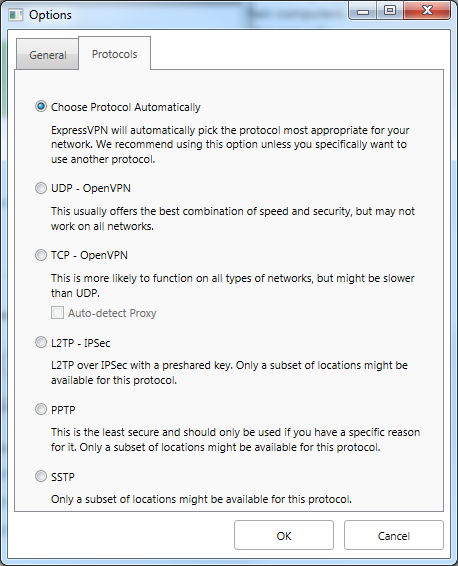 Options
General
Protocols
Choose Protocol Automatically
ExpressVPN will automatically pick the protocol most appropriate for your
network. We recommend using this option unless you specifically want to
use another protocol.
UDP - OpenVPN
This usually offers the best combination of speed and security, but may not
work on all networks.
TCP - OpenVPN
This is more likely to function on all types of networks, but might be slower
than UDP.
Auto-detect Proxy
L2TP - IPSec
L2TP over IPSec with a preshared key. Only a subset of locations might be
available for this protocol.
PPTP
This is the least secure and should only be used if you have a specific reason
for it. Only a subset of locations might be available for this protocol.
SSTP
Only a subset of locations might be available for this protocol.
OK
Cancel